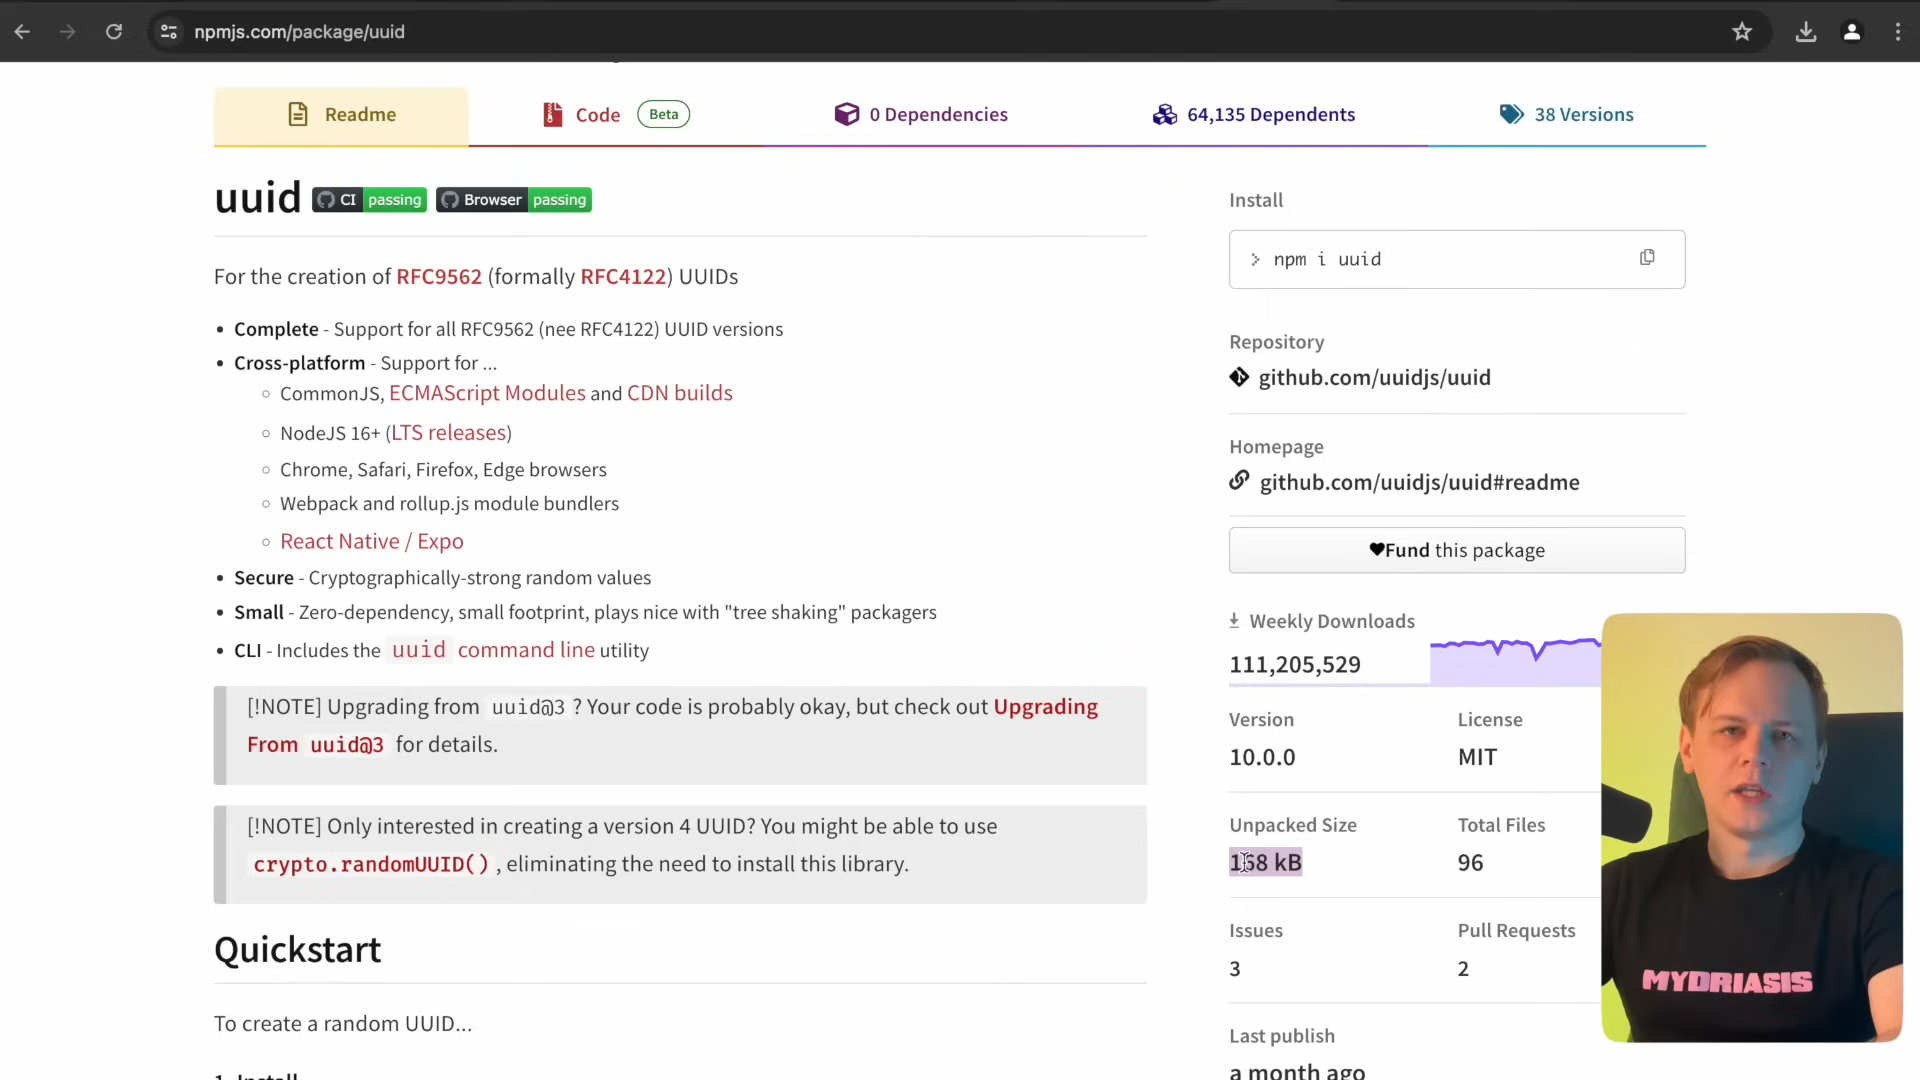 npmjs.com/package/uuid
Readme
Code Beta
0 Dependencies
64,135 Dependents
38 Versions
uuid CI passing Browser passing
For the creation of RFC9562 (formally RFC4122) UUIDs
• Complete - Support for all RFC9562 (nee RFC4122) UUID versions
• Cross-platform - Support for ...
◦ CommonJS, ECMAScript Modules and CDN builds
◦ NodeJS 16+ (LTS releases)
◦ Chrome, Safari, Firefox, Edge browsers
◦ Webpack and rollup.js module bundlers
◦ React Native / Expo
• Secure - Cryptographically-strong random values
• Small - Zero-dependency, small footprint, plays nice with "tree shaking" packagers
• CLI - Includes the uuid command line utility
[!NOTE] Upgrading from uuid@3 ? Your code is probably okay, but check out Upgrading
From uuid@3 for details.
[!NOTE] Only interested in creating a version 4 UUID? You might be able to use
crypto.randomUUID() , eliminating the need to install this library.
Quickstart
To create a random UUID...
1. Install
Install
> npm i uuid
Repository
github.com/uuidjs/uuid
Homepage
github.com/uuidjs/uuid#readme
Fund this package
Weekly Downloads
111,205,529
Version
10.0.0
License
MIT
Unpacked Size
168 kB
Total Files
96
Issues
3
Pull Requests
2
Last publish
a month ago
MYDRIASIS